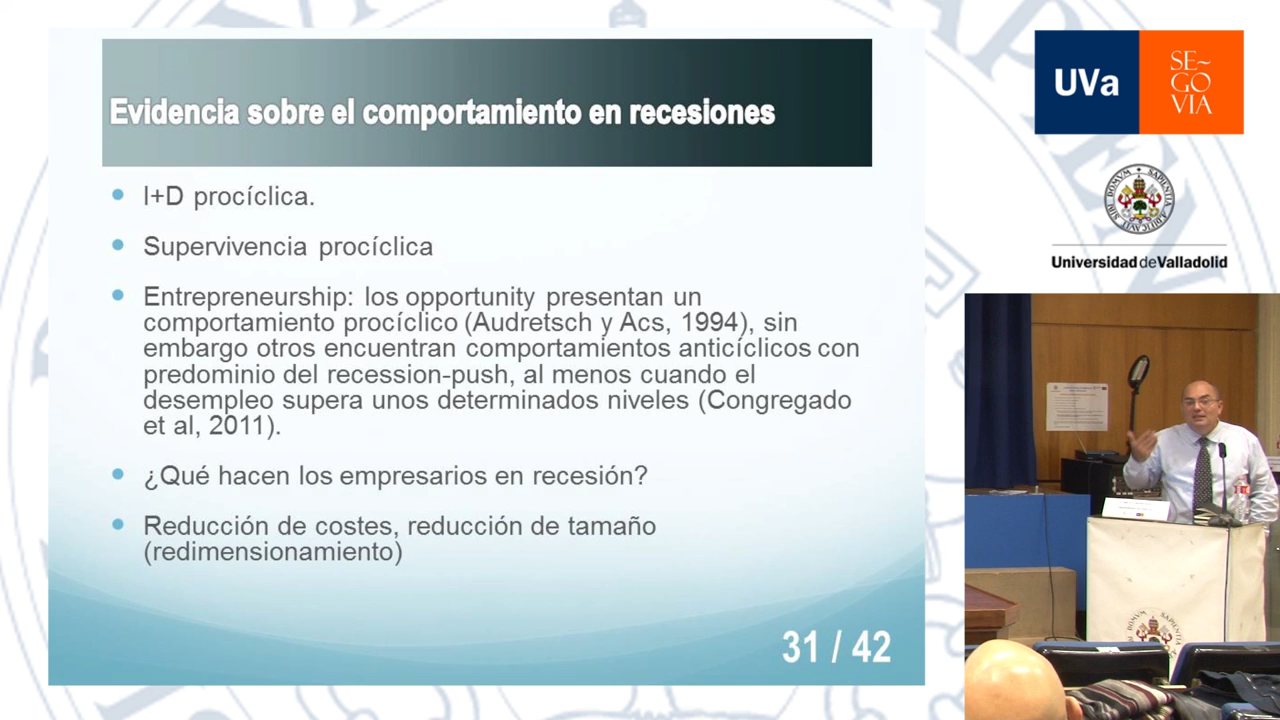 Evidencia sobre el comportamiento en recesiones
I+D procíclica.
Supervivencia procíclica
Entrepreneurship: los opportunity presentan un
comportamiento procíclico (Audretsch y Acs, 1994), sin
embargo otros encuentran comportamientos anticíclicos con
predominio del recession-push, al menos cuando el
desempleo supera unos determinados niveles (Congregado
et al, 2011).
¿Qué hacen los empresarios en recesión?
Reducción de costes, reducción de tamaño
(redimensionamiento)
31 / 42
UVa
SE~
GO
VIA
Universidad de Valladolid